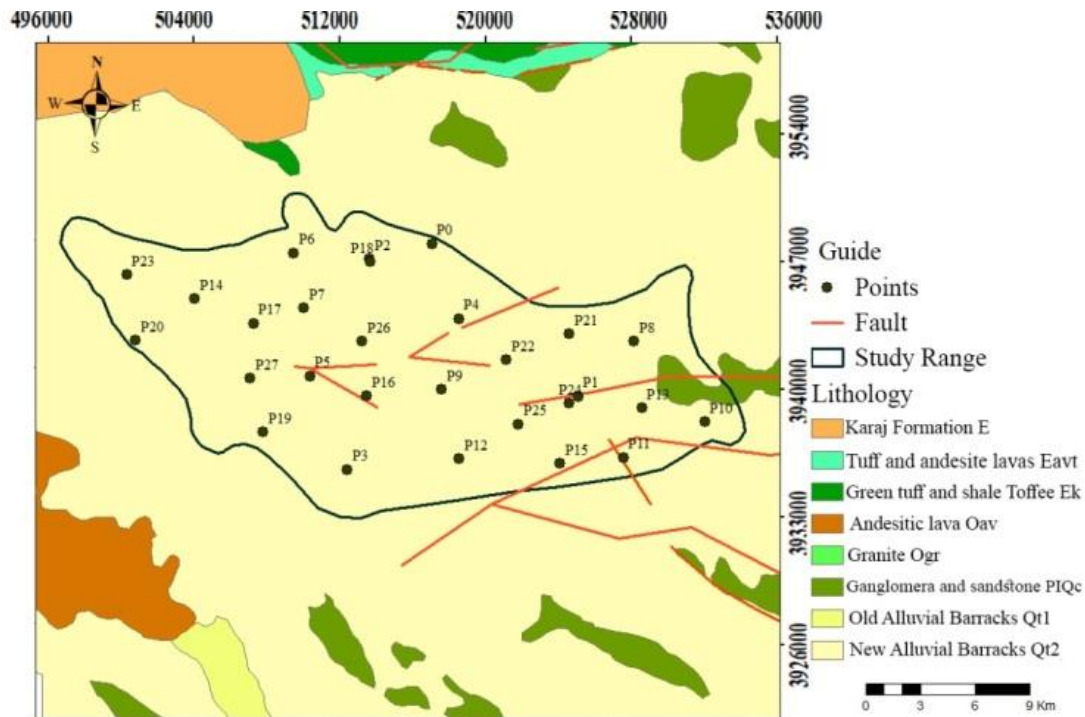 496000 504000 512000 520000 528000 536000
N
W E
S
3954000
3947000
3940000
3933000
3926000
P0
P6
P18 P2
P23
P14
P7
P17
P4
P20
P26
P21
P8
P22
P27
P5
P16
P9
P24 P1
P13
P10
P25
P19
P3
P12
P15
P11
Guide
Points
Fault
Study Range
Lithology
Karaj Formation E
Tuff and andesite lavas Eavt
Green tuff and shale Toffee Ek
Andesitic lava Oav
Granite Ogr
Ganglomera and sandstone PIQc
Old Alluvial Barracks Qt1
New Alluvial Barracks Qt2
0 3 6 9 Km